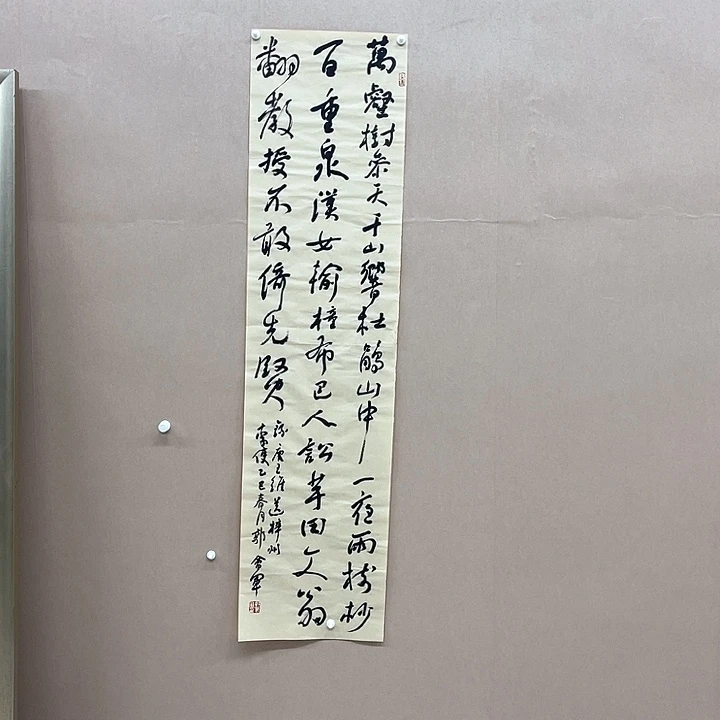 萬壑樹參天千山響杜鵑山中一夜雨樹杪
百重泉漢女輸橦布巴人訟芋田文翁
翻教授不敢倚先賢
錄唐王維送梓州
李使乙巳春月